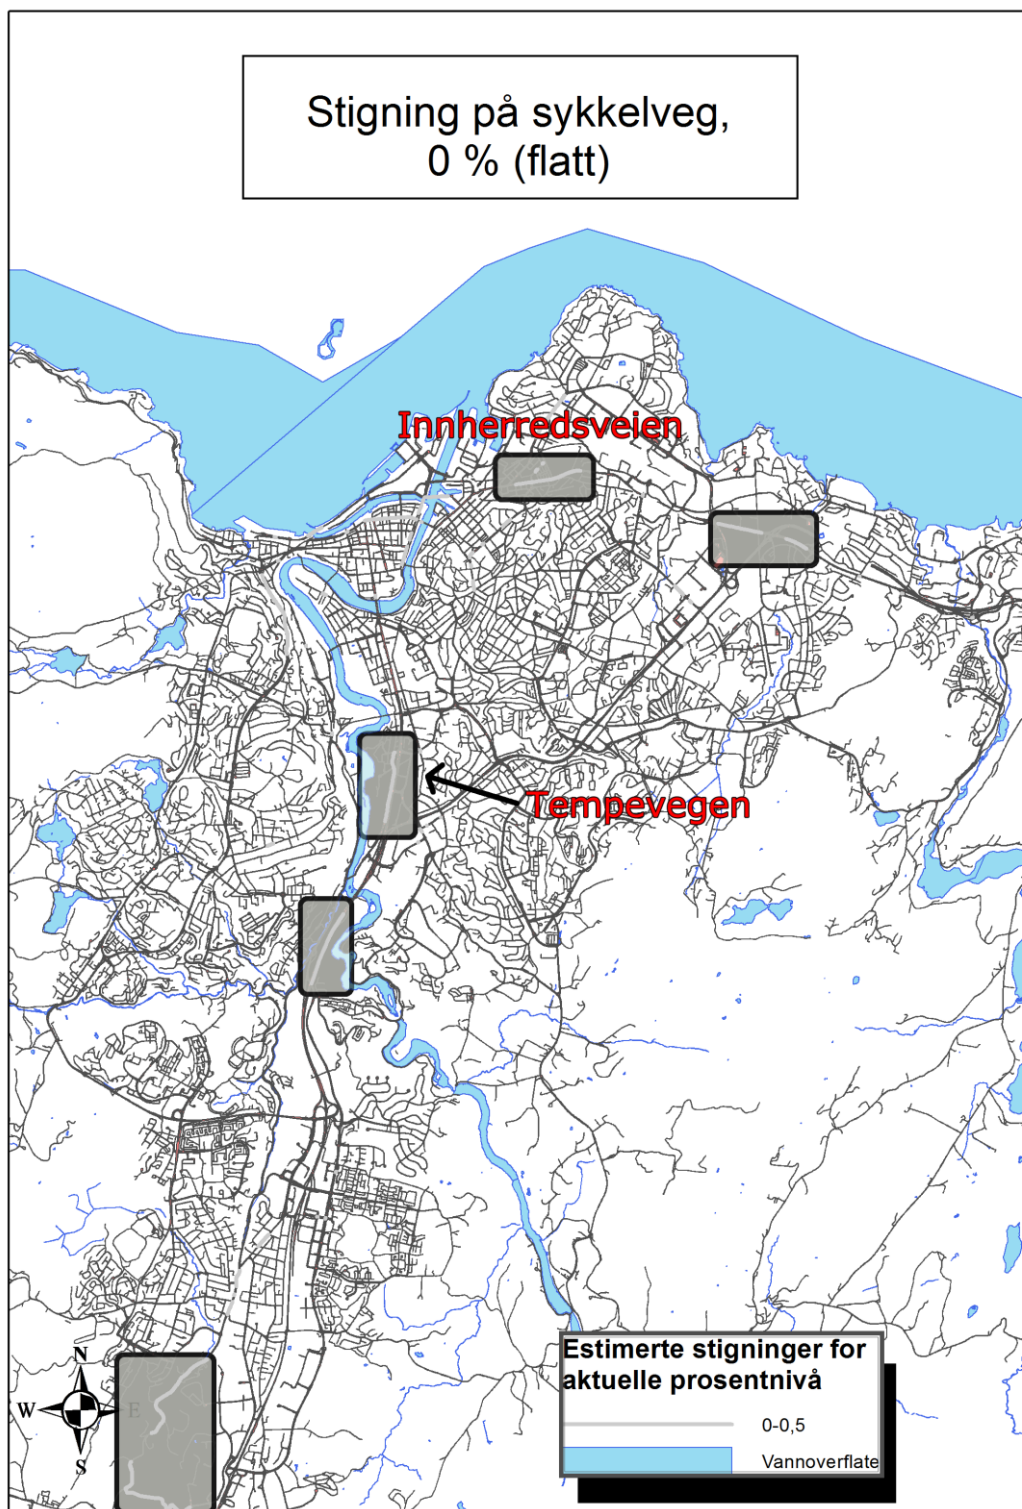 Stigning på sykkelveg,
0 % (flatt)
Innherredsveien
Tempevegen
Estimerte stigninger for
aktuelle prosentnivå
0-0,5
Vannoverflate
N
W
E
S